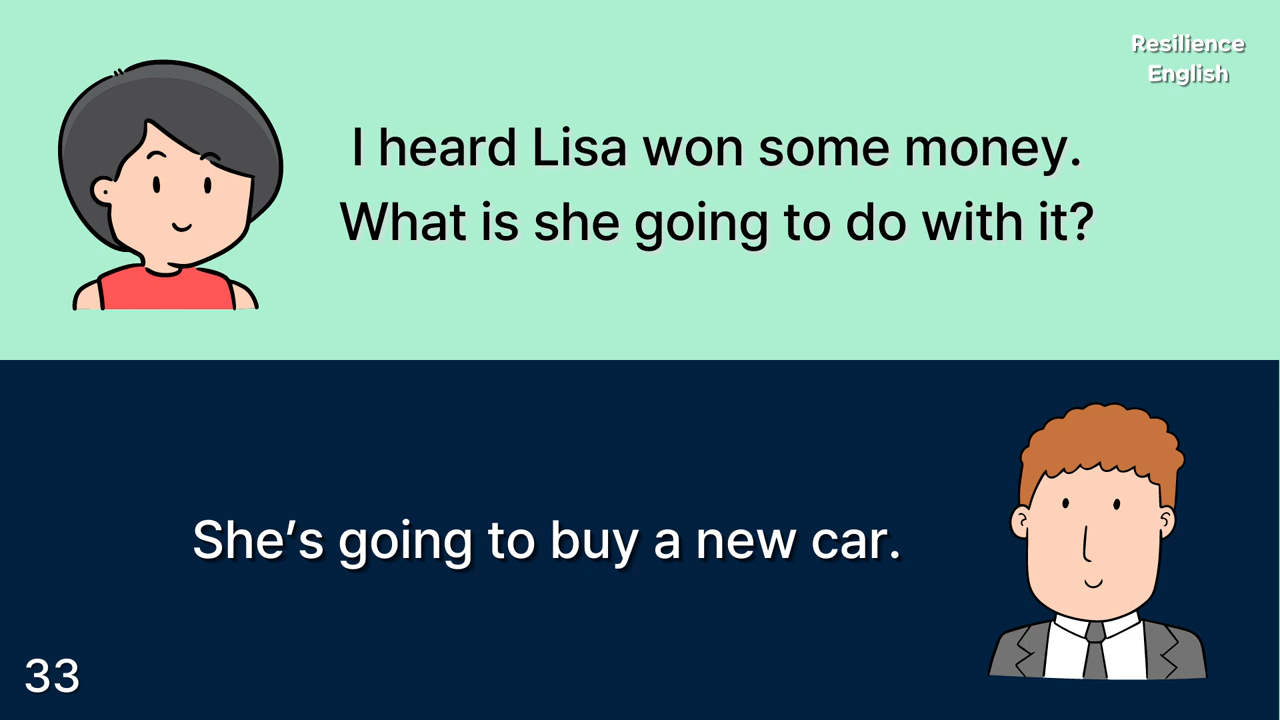 Resilience
English
I heard Lisa won some money.
What is she going to do with it?
She's going to buy a new car.
33